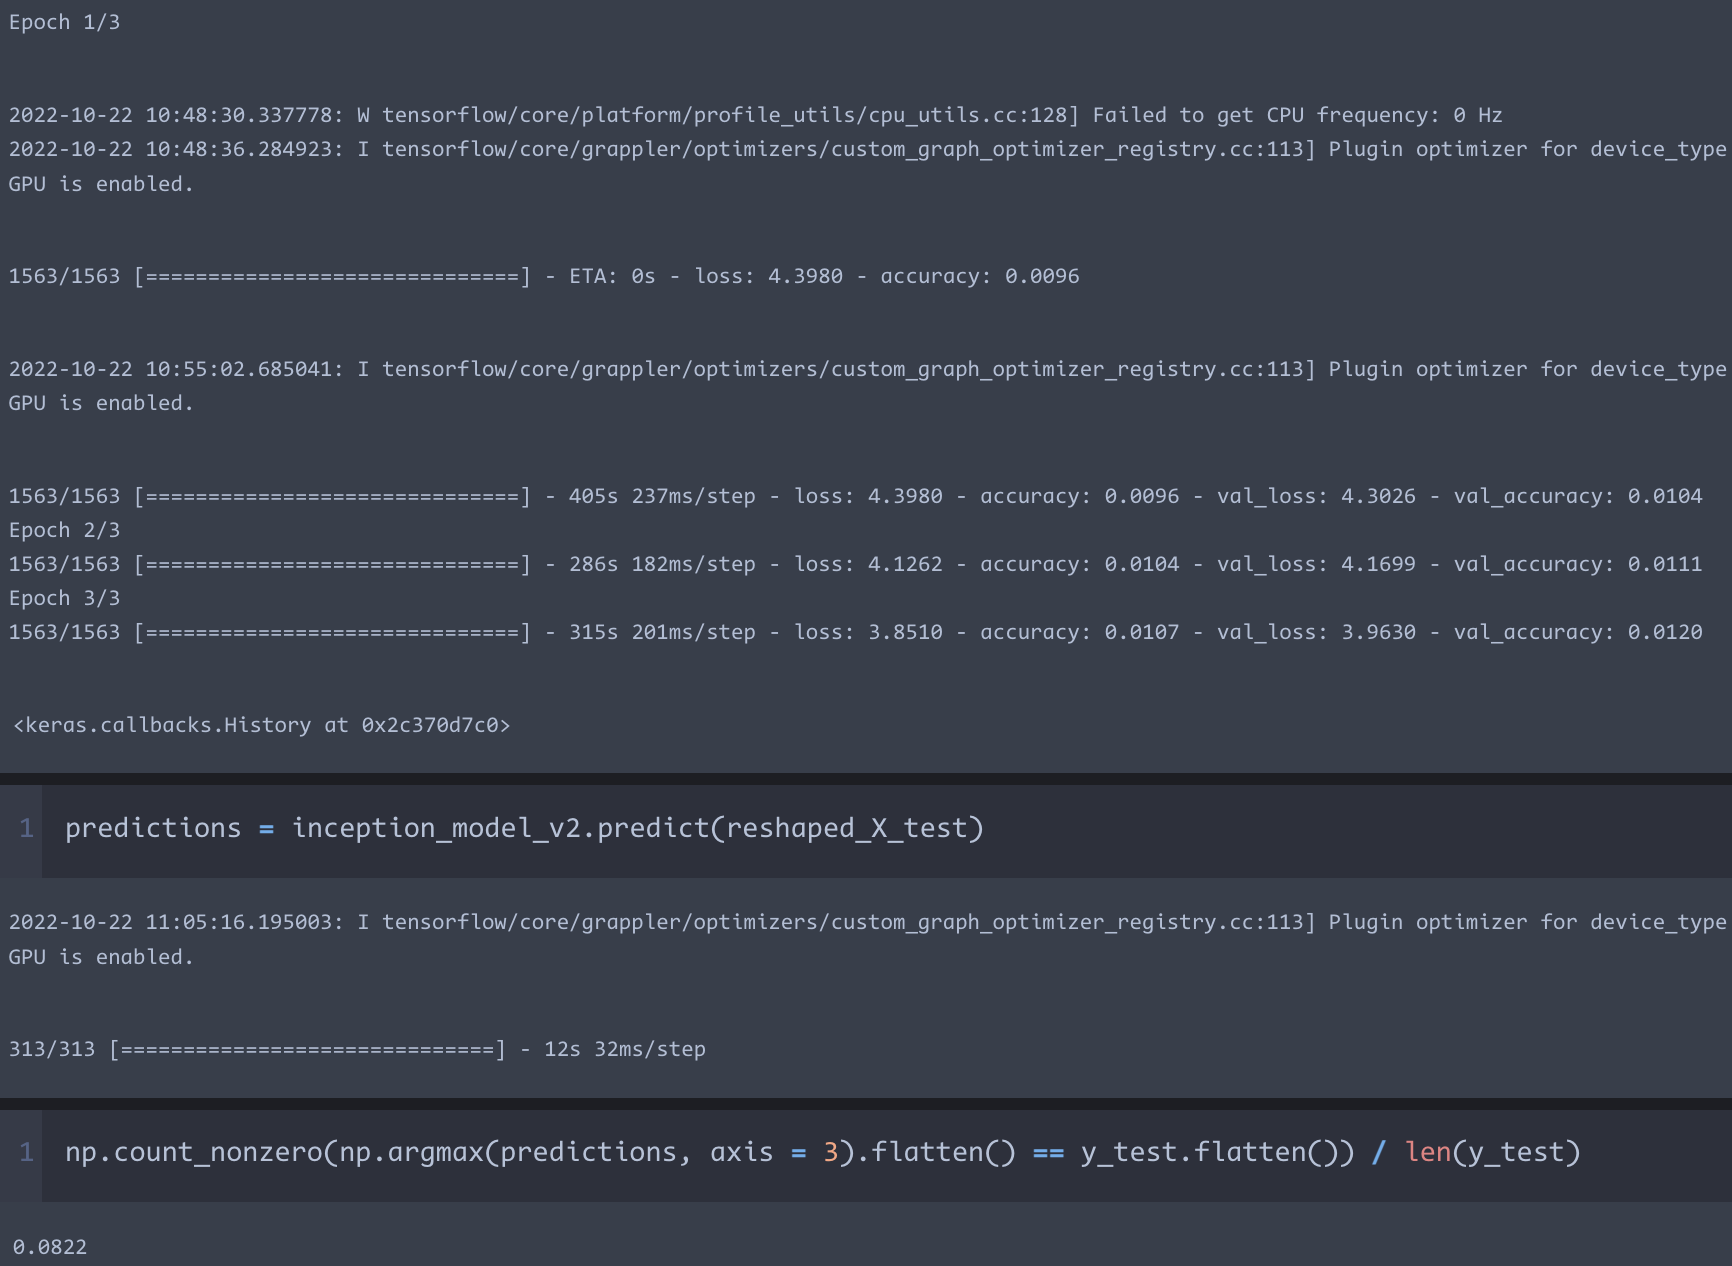 Epoch 1/3
2022-10-22 10:48:30.337778: W tensorflow/core/platform/profile_utils/cpu_utils.cc:128] Failed to get CPU frequency: 0 Hz
2022-10-22 10:48:36.284923: I tensorflow/core/grappler/optimizers/custom_graph_optimizer_registry.cc:113] Plugin optimizer for device_type
GPU is enabled.
1563/1563 [==============================] - ETA: 0s - loss: 4.3980 - accuracy: 0.0096
2022-10-22 10:55:02.685041: I tensorflow/core/grappler/optimizers/custom_graph_optimizer_registry.cc:113] Plugin optimizer for device_type
GPU is enabled.
1563/1563 [==============================] - 405s 237ms/step - loss: 4.3980 - accuracy: 0.0096 - val_loss: 4.3026 - val_accuracy: 0.0104
Epoch 2/3
1563/1563 [==============================] - 286s 182ms/step - loss: 4.1262 - accuracy: 0.0104 - val_loss: 4.1699 - val_accuracy: 0.0111
Epoch 3/3
1563/1563 [==============================] - 315s 201ms/step - loss: 3.8510 - accuracy: 0.0107 - val_loss: 3.9630 - val_accuracy: 0.0120
<keras.callbacks.History at 0x2c370d7c0>
1 predictions = inception_model_v2.predict(reshaped_X_test)
2022-10-22 11:05:16.195003: I tensorflow/core/grappler/optimizers/custom_graph_optimizer_registry.cc:113] Plugin optimizer for device_type
GPU is enabled.
313/313 [==============================] - 12s 32ms/step
1 np.count_nonzero(np.argmax(predictions, axis = 3).flatten() == y_test.flatten()) / len(y_test)
0.0822